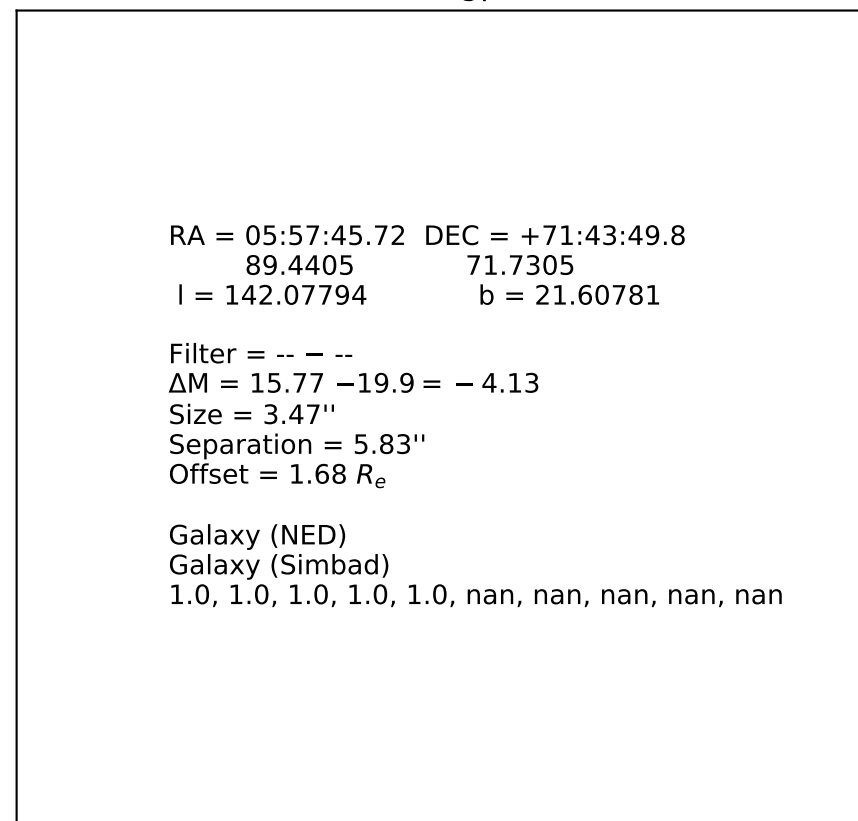 RA = 05:57:45.72 DEC = +71:43:49.8
89.4405 71.7305
l = 142.07794 b = 21.60781
Filter = -- − --
ΔM = 15.77 −19.9 = − 4.13
Size = 3.47''
Separation = 5.83''
Offset = 1.68 Re
Galaxy (NED)
Galaxy (Simbad)
1.0, 1.0, 1.0, 1.0, 1.0, nan, nan, nan, nan, nan